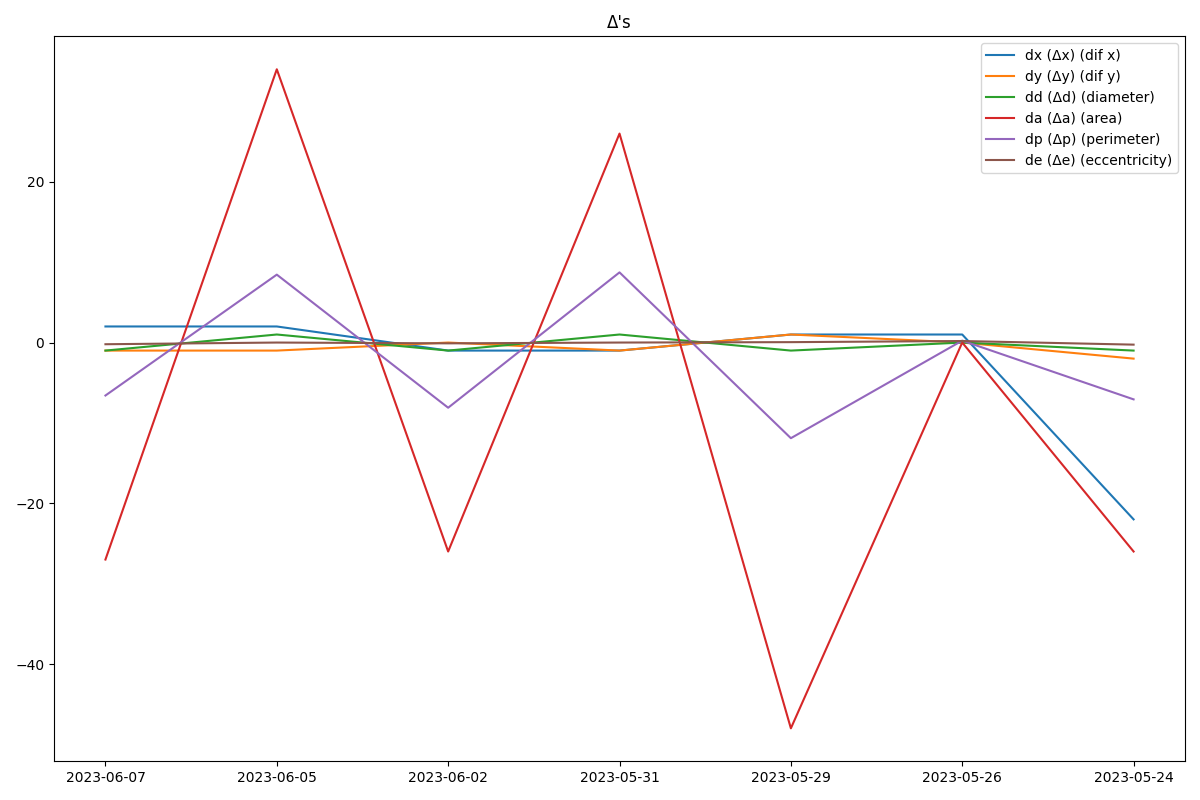 Δ's
dx (Δx) (dif x)
dy (Δy) (dif y)
dd (Δd) (diameter)
da (Δa) (area)
dp (Δp) (perimeter)
de (Δe) (eccentricity)
20
0
−20
−40
2023-06-07 2023-06-05 2023-06-02 2023-05-31 2023-05-29 2023-05-26 2023-05-24